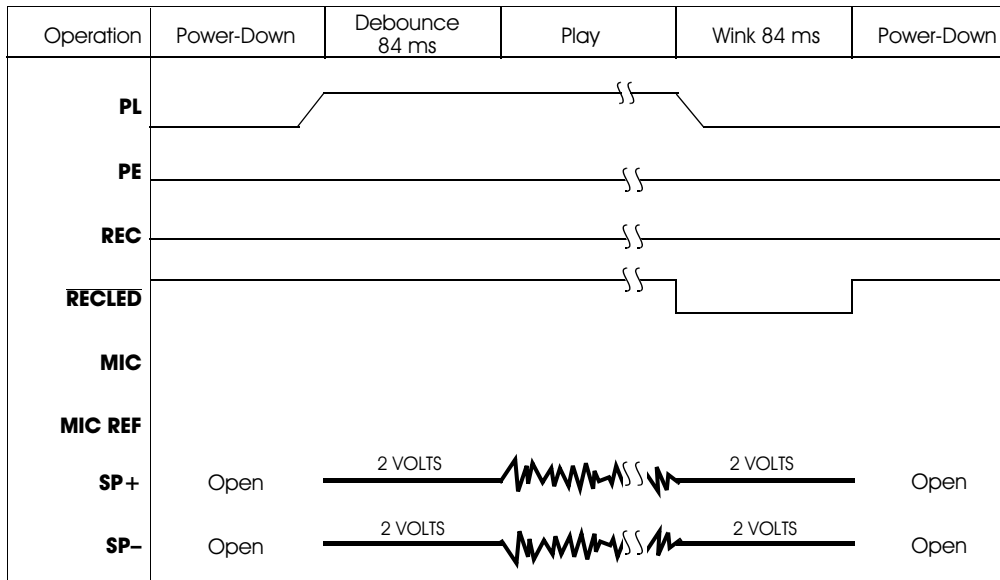 Operation Power-Down Debounce 84 ms Play Wink 84 ms Power-Down
PL
PE
REC
RECLED
MIC
MIC REF
SP+ Open 2 VOLTS 2 VOLTS Open
SP– Open 2 VOLTS 2 VOLTS Open